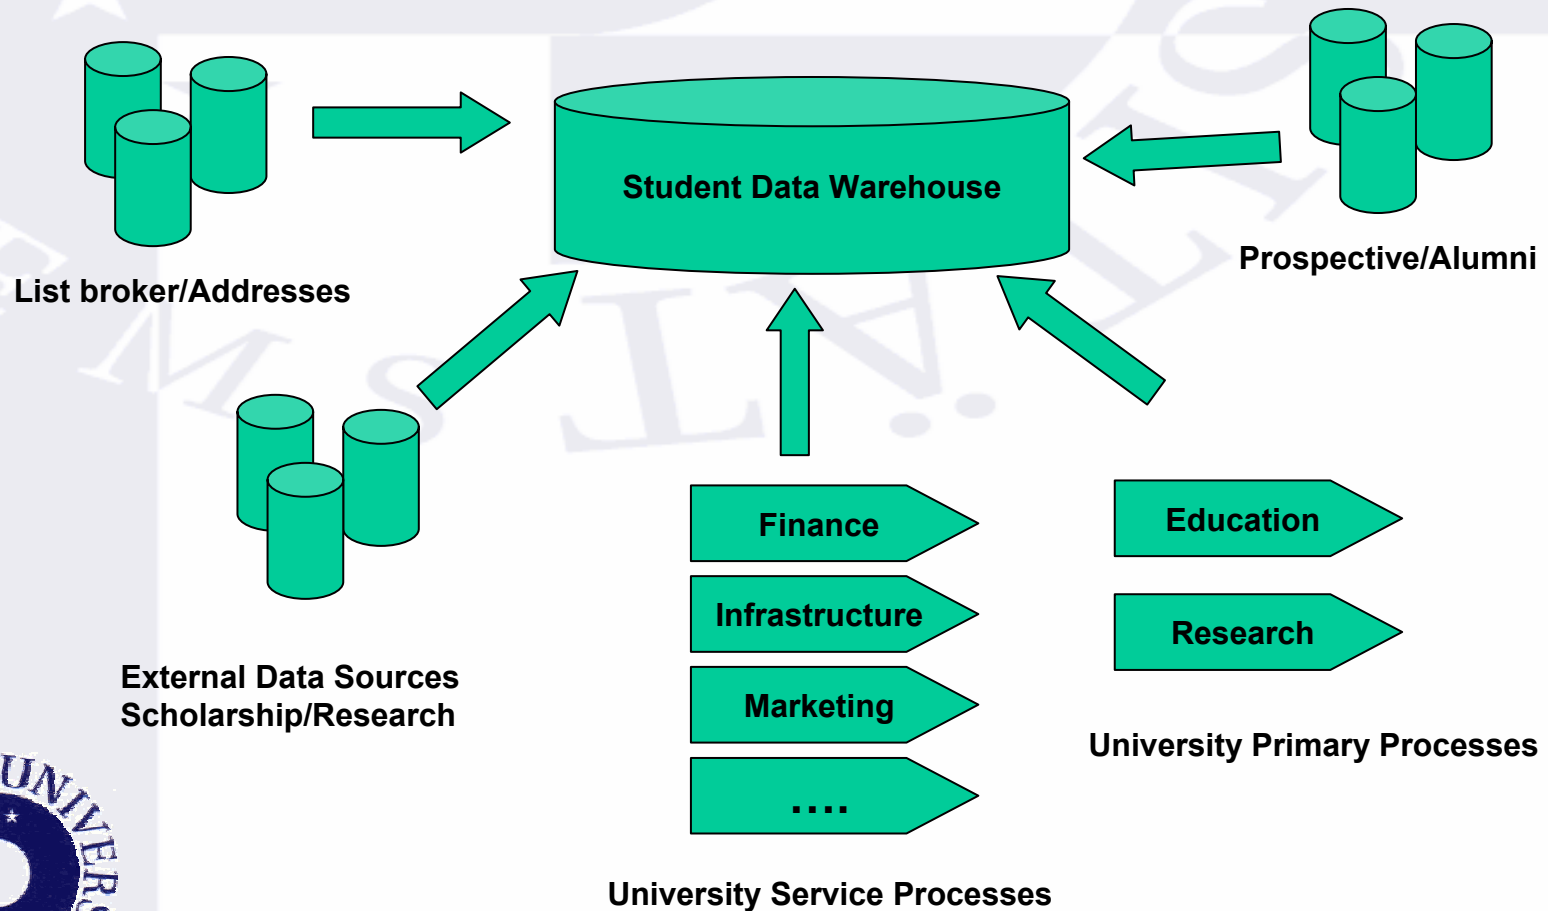 Student Data Warehouse
List broker/Addresses
Prospective/Alumni
External Data Sources
Scholarship/Research
Finance
Infrastructure
Marketing
....
University Service Processes
Education
Research
University Primary Processes